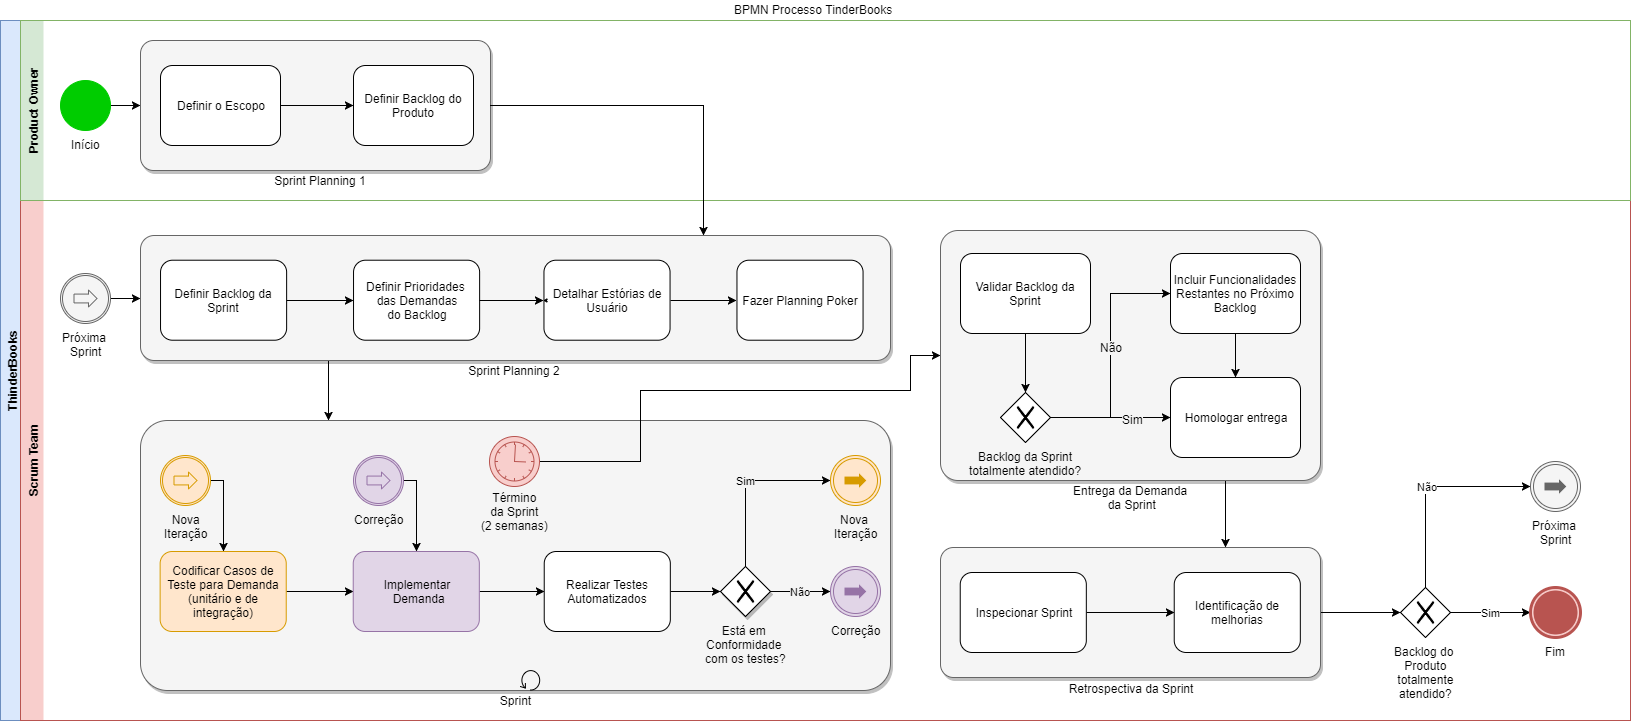 BPMN Processo TinderBooks
ThinderBooks
Product Owner
Início
Definir o Escopo
Definir Backlog do
Produto
Sprint Planning 1
Scrum Team
Próxima
Sprint
Definir Backlog da
Sprint
Definir Prioridades
das Demandas
do Backlog
Detalhar Estórias de
Usuário
Fazer Planning Poker
Sprint Planning 2
Validar Backlog da
Sprint
Incluir Funcionalidades
Restantes no Próximo
Backlog
Não
Sim
Homologar entrega
Backlog da Sprint
totalmente atendido?
Entrega da Demanda
da Sprint
Nova
Iteração
Correção
Término
da Sprint
(2 semanas)
Sim
Nova
Iteração
Codificar Casos de
Teste para Demanda
(unitário e de
integração)
Implementar
Demanda
Realizar Testes
Automatizados
Não
Está em
Conformidade
com os testes?
Correção
Sprint
Inspecionar Sprint
Identificação de
melhorias
Retrospectiva da Sprint
Não
Próxima
Sprint
Sim
Fim
Backlog do
Produto
totalmente
atendido?